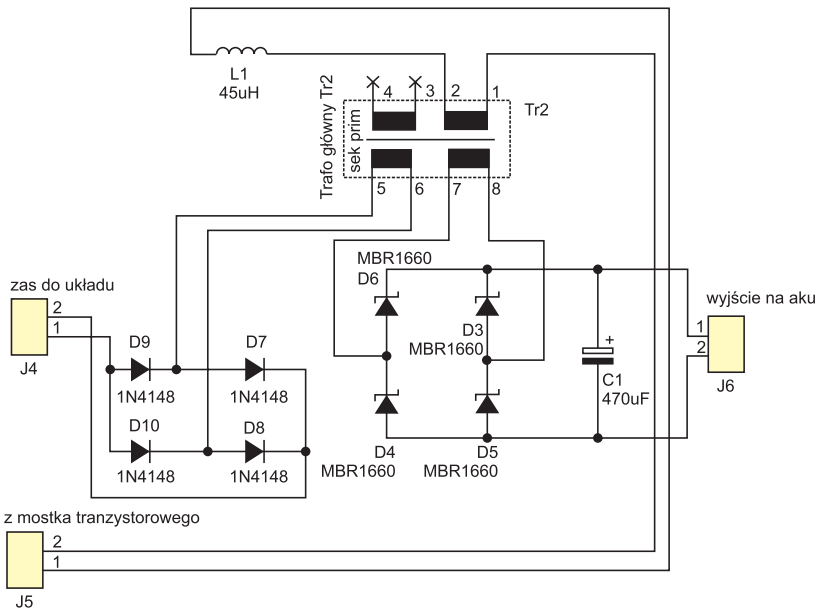 L1
45uH
Trafo główny Tr2
sek prim
4
3
2
1
Tr2
5
6
7
8
zas do układu
2
1
J4
D9
1N4148
D7
1N4148
D10
1N4148
D8
1N4148
MBR1660
D6
D3
MBR1660
D4
MBR1660
D5
MBR1660
+
C1
470uF
wyjście na aku
1
2
J6
z mostka tranzystorowego
2
1
J5